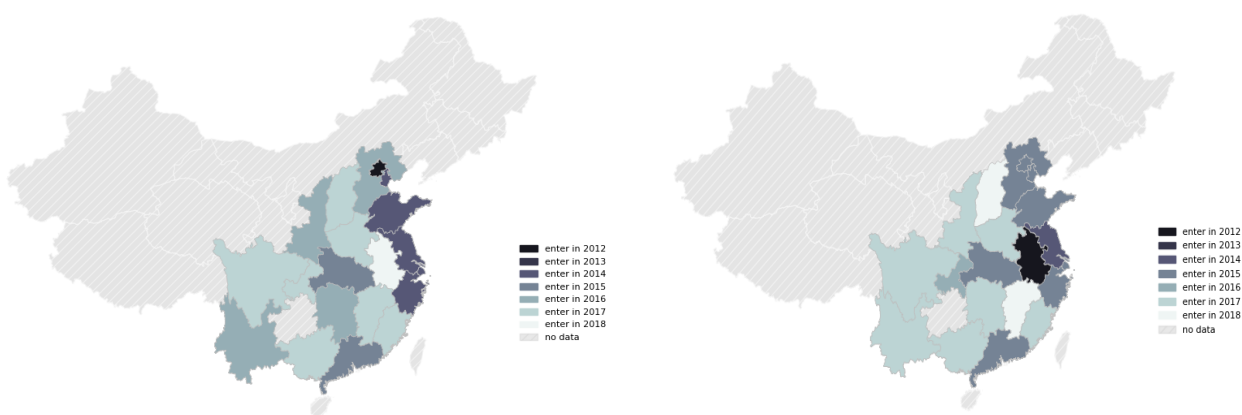 enter in 2012
enter in 2013
enter in 2014
enter in 2015
enter in 2016
enter in 2017
enter in 2018
no data
enter in 2012
enter in 2013
enter in 2014
enter in 2015
enter in 2016
enter in 2017
enter in 2018
no data